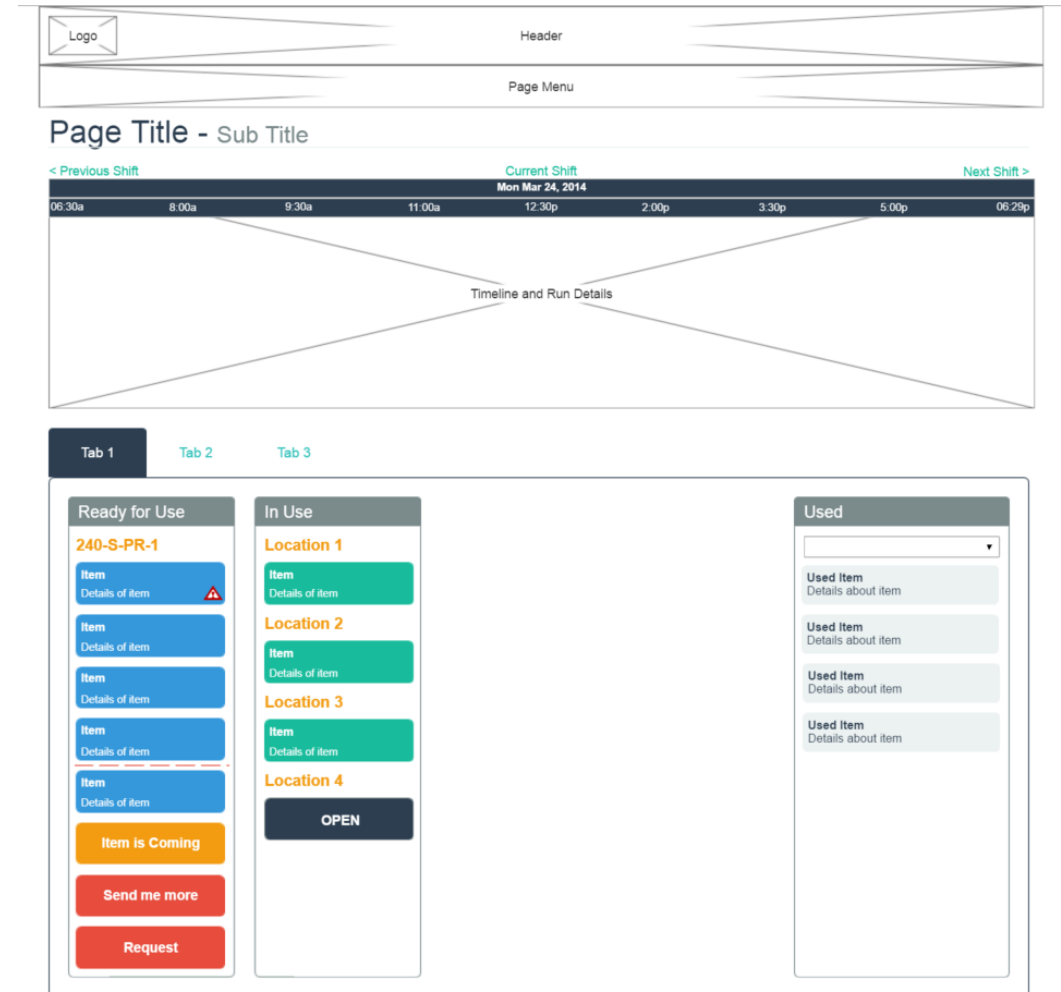 Logo
Header
Page Menu
Page Title - Sub Title
< Previous Shift
Current Shift
Next Shift >
Mon Mar 24, 2014
06:30a 8:00a 9:30a 11:00a 12:30p 2:00p 3:30p 5:00p 06:29p
Timeline and Run Details
Tab 1
Tab 2
Tab 3
Ready for Use
240-S-PR-1
Item
Details of item
Item
Details of item
Item
Details of item
Item
Details of item
Item
Details of item
Item is Coming
Send me more
Request
In Use
Location 1
Item
Details of item
Location 2
Item
Details of item
Location 3
Item
Details of item
Location 4
OPEN
Used
Used Item
Details about item
Used Item
Details about item
Used Item
Details about item
Used Item
Details about item